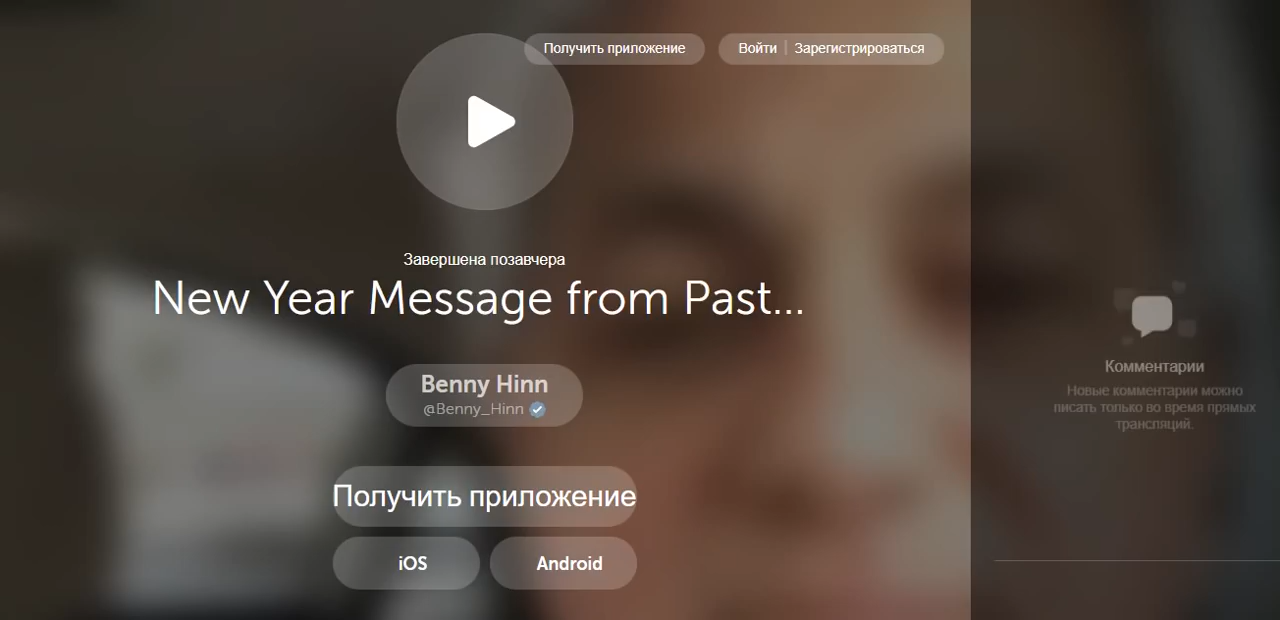 Получить приложение
Войти | Зарегистрироваться
Завершена позавчера
New Year Message from Past...
Benny Hinn
@Benny_Hinn
Получить приложение
iOS
Android
Комментарии
Новые комментарии можно
писать только во время прямых
трансляций.